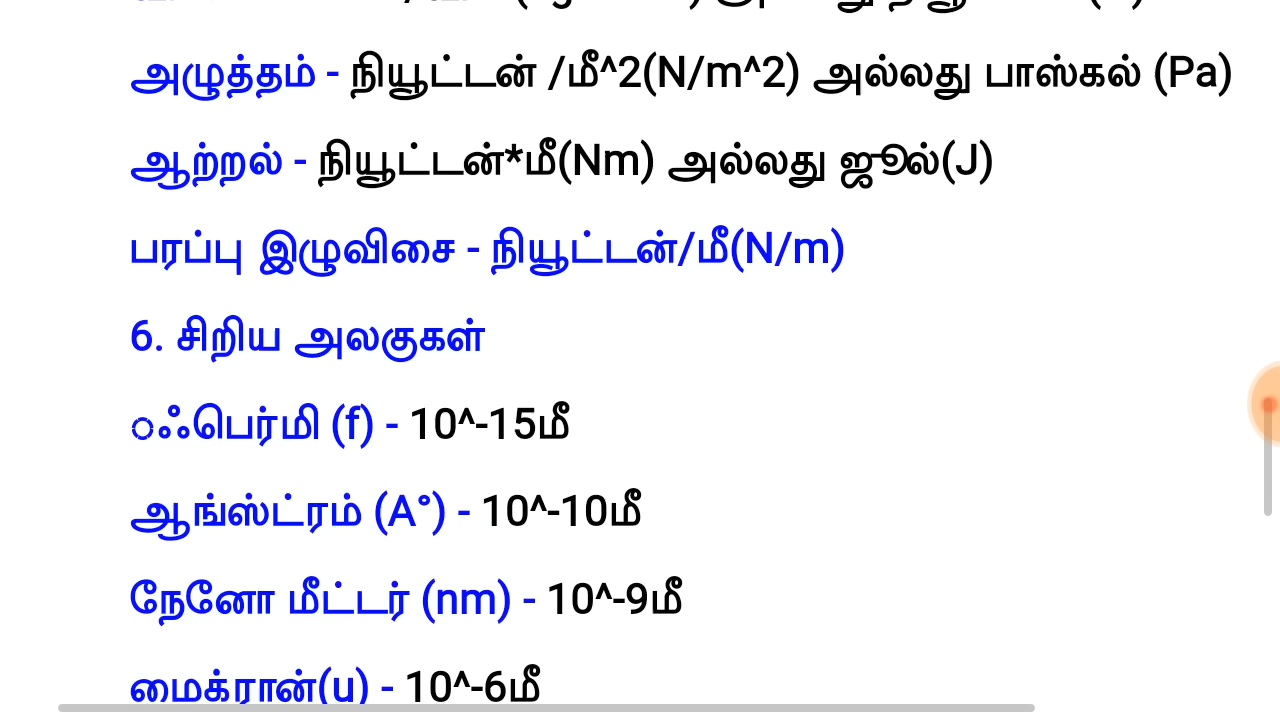 அழுத்தம் - நியூட்டன் /மீ^2(N/m^2) அல்லது பாஸ்கல் (Pa)
ஆற்றல் - நியூட்டன்*மீ(Nm) அல்லது ஜூல்(J)
பரப்பு இழுவிசை - நியூட்டன்/மீ(N/m)
6. சிறிய அலகுகள்
ஃபெர்மி (f) - 10^-15மீ
ஆங்ஸ்ட்ரம் (A°) - 10^-10மீ
நேனோ மீட்டர் (nm) - 10^-9மீ
மைக்ரான்(u) - 10^-6மீ